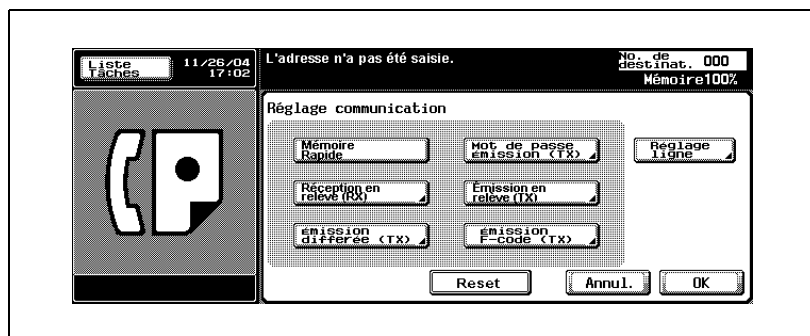 Liste
Tâches
11/26/04
17:02
L'adresse n'a pas été saisie.
No. de
destinat. 000
Mémoire100%
Réglage communication
Mémoire
Rapide
Mot de passe
émission (TX)
Réglage
ligne
Réception en
relève (RX)
Émission en
relève (TX)
émission
différée (TX)
émission
F-code (TX)
Reset
Annul.
OK